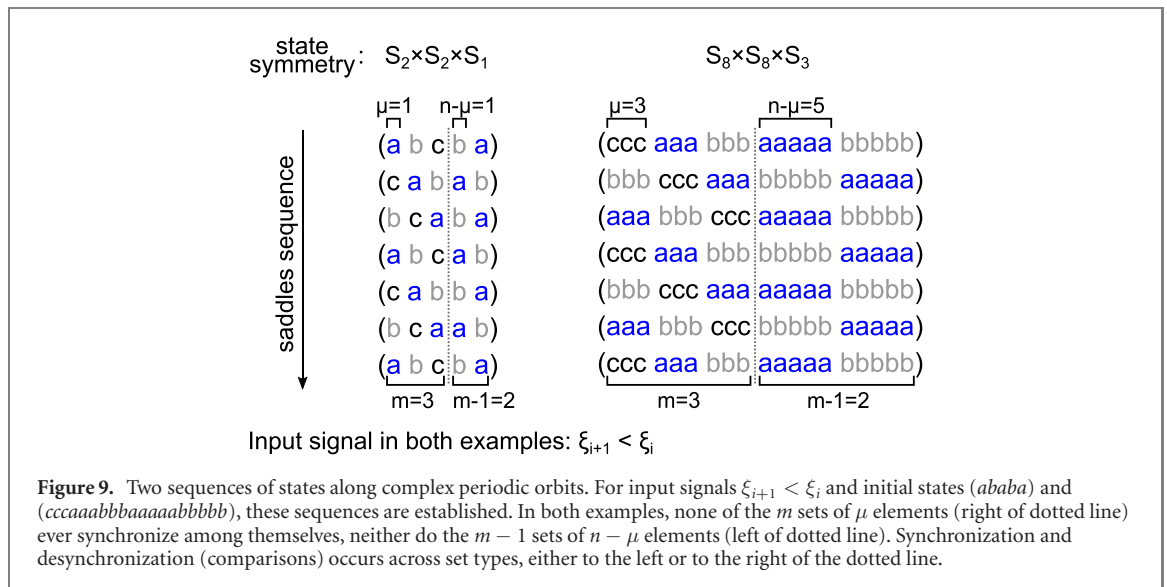 state symmetry: S₂×S₂×S₁ S₈×S₈×S₃
μ=1 n-μ=1 μ=3 n-μ=5
saddles sequence
(a b c b a) (ccc aaa bbb aaaaa bbbbb)
(c a b a b) (bbb ccc aaa bbbbb aaaaa)
(b c a b a) (aaa bbb ccc aaaaa bbbbb)
(a b c a b) (ccc aaa bbb bbbbb aaaaa)
(c a b b a) (bbb ccc aaa aaaaa bbbbb)
(b c a a b) (aaa bbb ccc bbbbb aaaaa)
(a b c b a) (ccc aaa bbb aaaaa bbbbb)
m=3 m-1=2 m=3 m-1=2
Input signal in both examples: ξᵢ₊₁ < ξᵢ
Figure 9. Two sequences of states along complex periodic orbits. For input signals ξᵢ₊₁ < ξᵢ and initial states (ababa) and
(cccaaabbbaaaaabbbbb), these sequences are established. In both examples, none of the m sets of μ elements (right of dotted line)
ever synchronize among themselves, neither do the m − 1 sets of n − μ elements (left of dotted line). Synchronization and
desynchronization (comparisons) occurs across set types, either to the left or to the right of the dotted line.